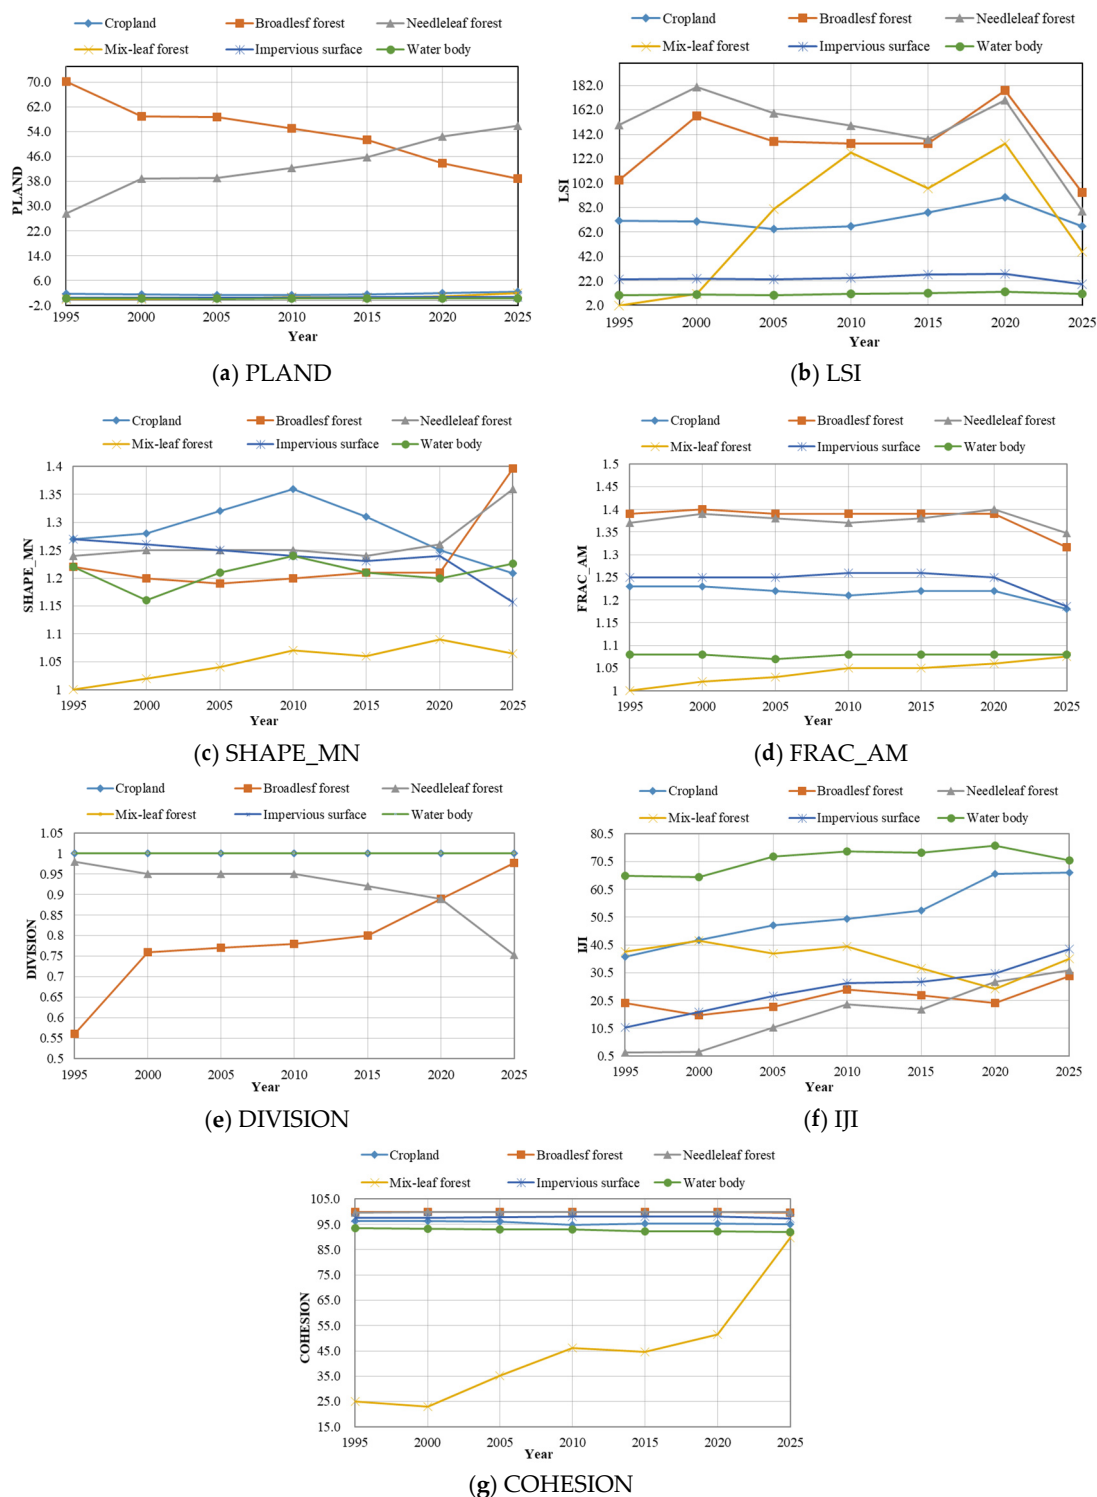 Cropland Broadlesf forest Needleleaf forest
Mix-leaf forest Impervious surface Water body
70.0
62.0
54.0
46.0
38.0
30.0
22.0
14.0
6.0
-2.0
PLAND
1995 2000 2005 2010 2015 2020 2025
Year
(a) PLAND
Cropland Broadlesf forest Needleleaf forest
Mix-leaf forest Impervious surface Water body
182.0
162.0
142.0
122.0
102.0
82.0
62.0
42.0
22.0
2.0
LSI
1995 2000 2005 2010 2015 2020 2025
Year
(b) LSI
Cropland Broadlesf forest Needleleaf forest
Mix-leaf forest Impervious surface Water body
1.4
1.35
1.3
1.25
1.2
1.15
1.1
1.05
1
SHAPE_MN
1995 2000 2005 2010 2015 2020 2025
Year
(c) SHAPE_MN
Cropland Broadlesf forest Needleleaf forest
Mix-leaf forest Impervious surface Water body
1.5
1.45
1.4
1.35
1.3
1.25
1.2
1.15
1.1
1.05
1
FRAC_AM
1995 2000 2005 2010 2015 2020 2025
Year
(d) FRAC_AM
Cropland Broadlesf forest Needleleaf forest
Mix-leaf forest Impervious surface Water body
1.05
1
0.95
0.9
0.85
0.8
0.75
0.7
0.65
0.6
0.55
0.5
DIVISION
1995 2000 2005 2010 2015 2020 2025
Year
(e) DIVISION
Cropland Broadlesf forest Needleleaf forest
Mix-leaf forest Impervious surface Water body
80.5
70.5
60.5
50.5
40.5
30.5
20.5
10.5
0.5
IJI
1995 2000 2005 2010 2015 2020 2025
Year
(f) IJI
Cropland Broadlesf forest Needleleaf forest
Mix-leaf forest Impervious surface Water body
105.0
95.0
85.0
75.0
65.0
55.0
45.0
35.0
25.0
15.0
COHESION
1995 2000 2005 2010 2015 2020 2025
Year
(g) COHESION